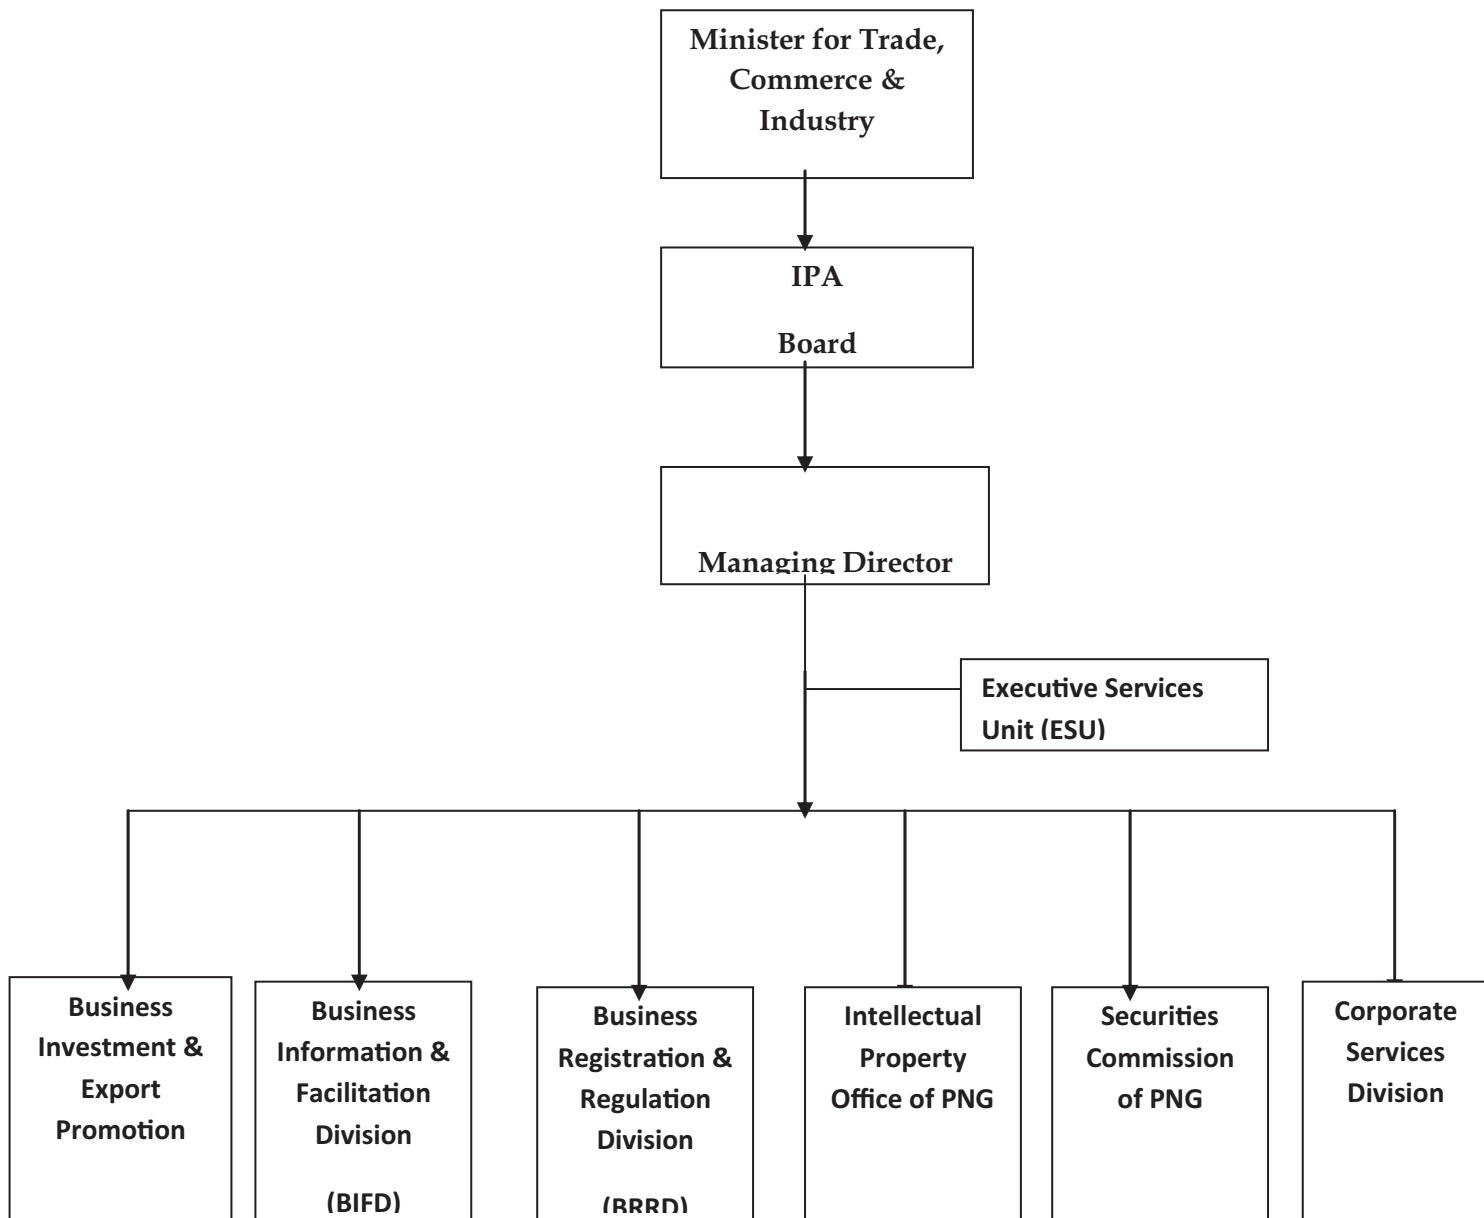 Minister for Trade,
Commerce &
Industry
IPA
Board
Managing Director
Executive Services
Unit (ESU)
Business
Investment &
Export
Promotion
Business
Information &
Facilitation
Division
(BIFD)
Business
Registration &
Regulation
Division
(BRRD)
Intellectual
Property
Office of PNG
Securities
Commission
of PNG
Corporate
Services
Division